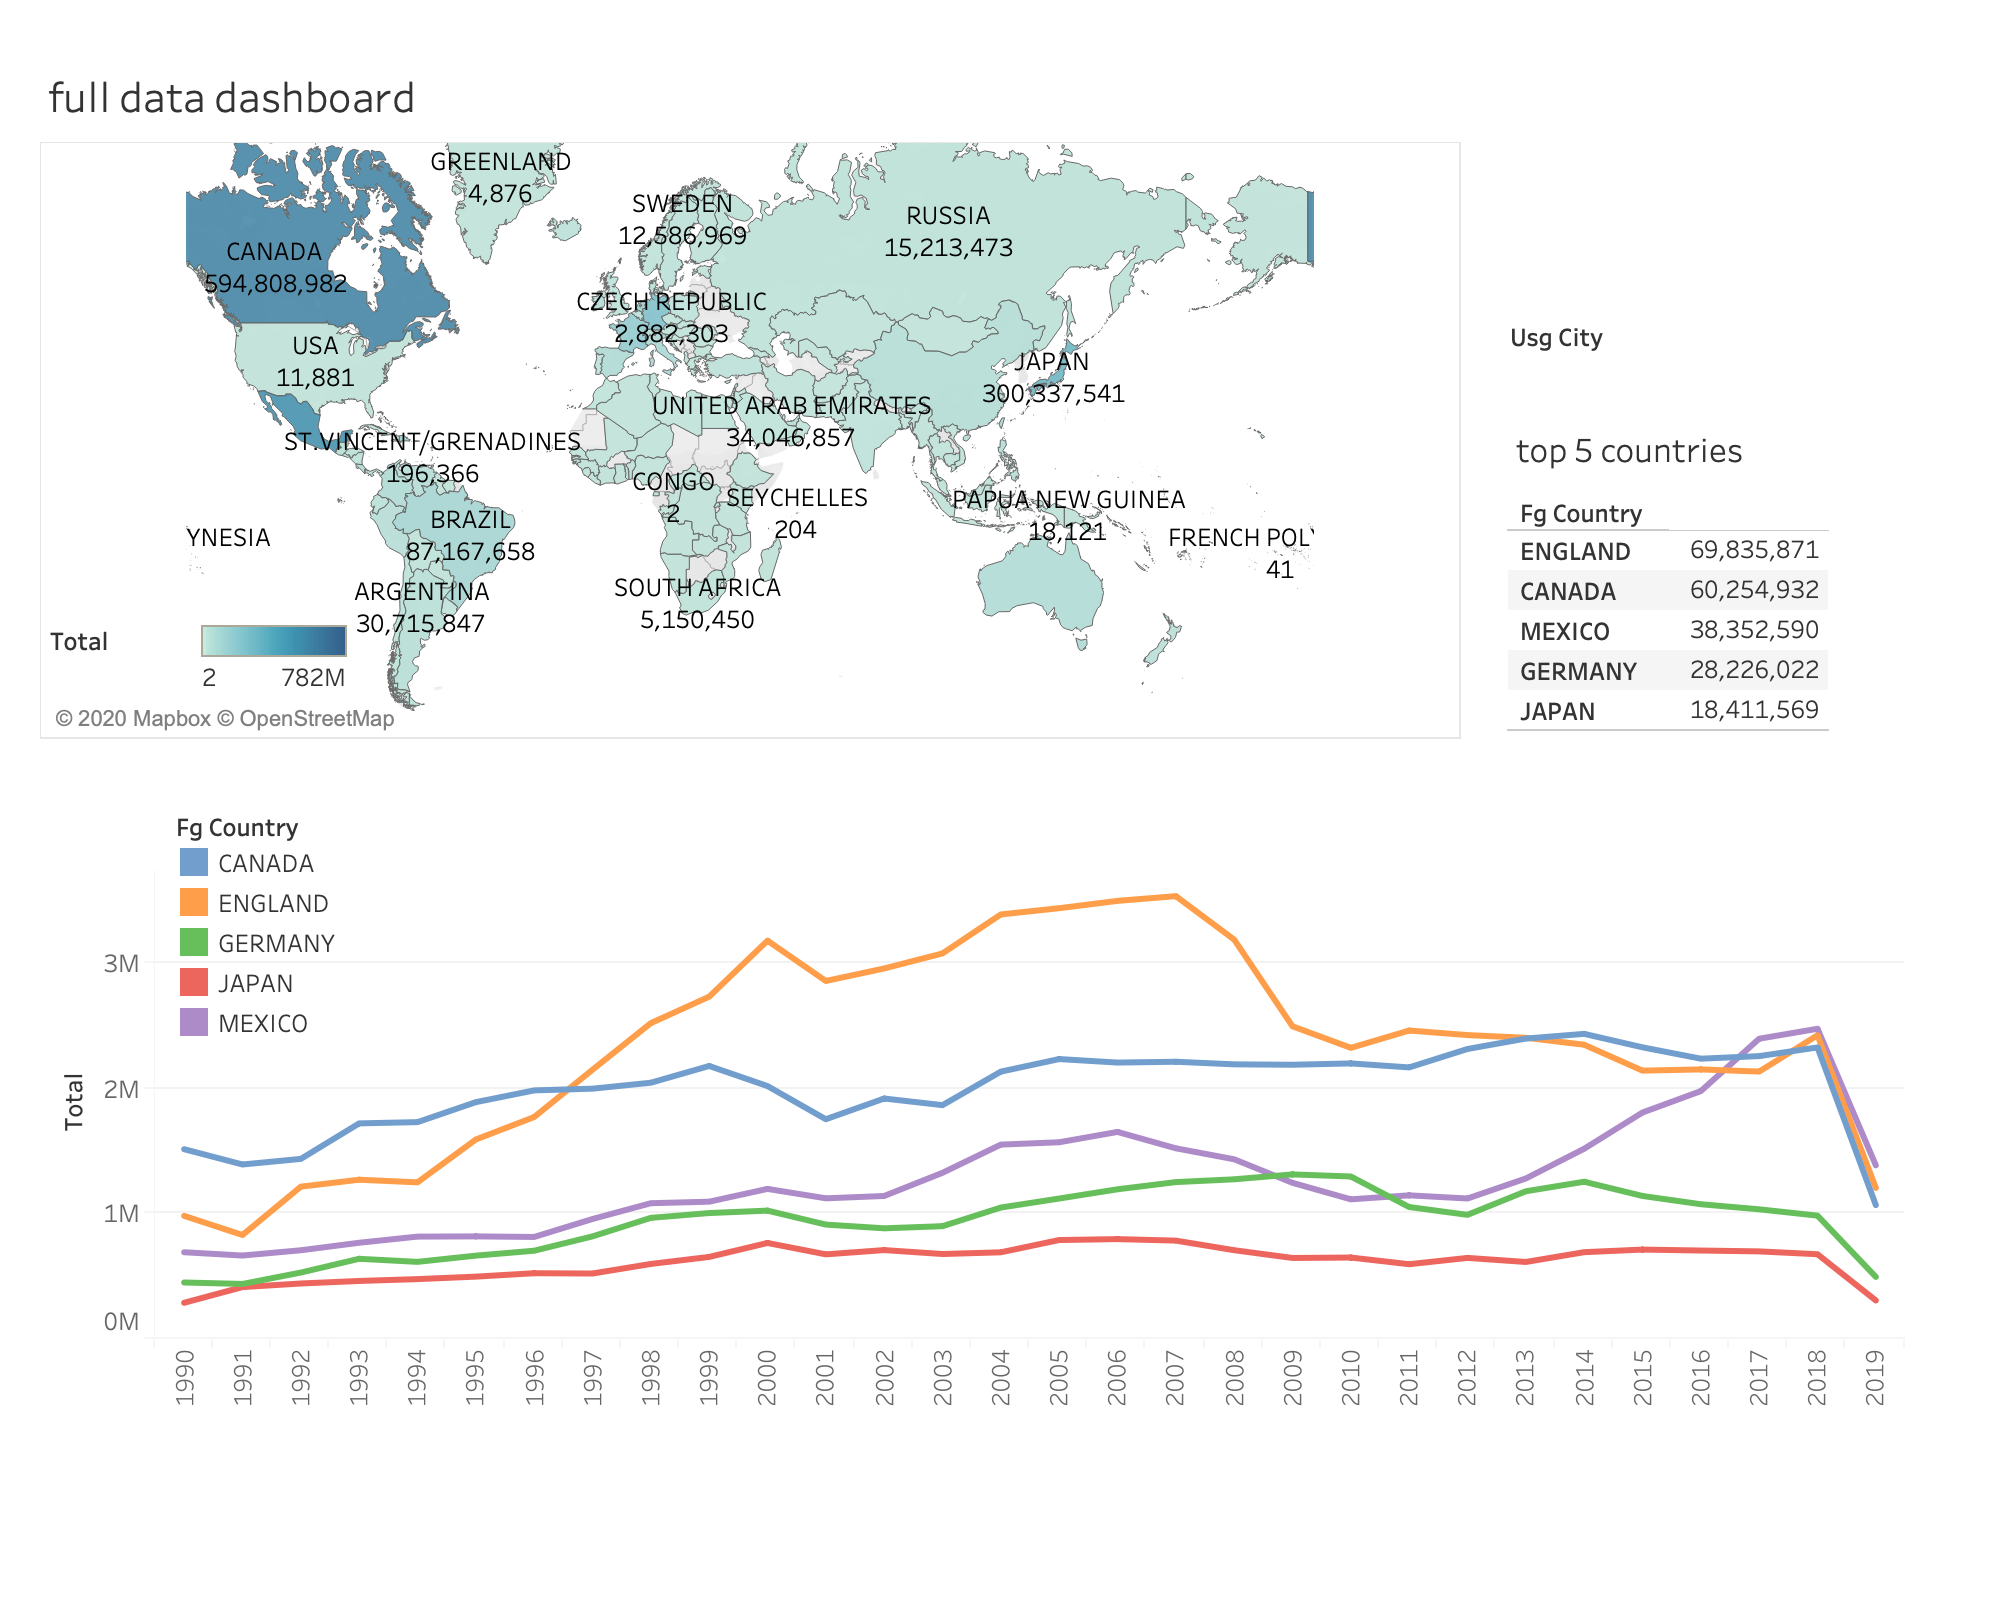 full data dashboard
GREENLAND
4,876
SWEDEN
12,586,969
RUSSIA
15,213,473
CANADA
594,808,982
CZECH REPUBLIC
2,882,303
USA
11,881
JAPAN
300,337,541
UNITED ARAB EMIRATES
34,046,857
ST. VINCENT/GRENADINES
196,366
CONGO
2
SEYCHELLES
204
PAPUA NEW GUINEA
18,121
BRAZIL
87,167,658
YNESIA
FRENCH POLY
41
SOUTH AFRICA
5,150,450
ARGENTINA
30,715,847
Total
2 782M
© 2020 Mapbox © OpenStreetMap
Usg City
top 5 countries
Fg Country
ENGLAND 69,835,871
CANADA 60,254,932
MEXICO 38,352,590
GERMANY 28,226,022
JAPAN 18,411,569
Fg Country
CANADA
ENGLAND
GERMANY
JAPAN
MEXICO
Total
3M
2M
1M
0M
1990 1991 1992 1993 1994 1995 1996 1997 1998 1999 2000 2001 2002 2003 2004 2005 2006 2007 2008 2009 2010 2011 2012 2013 2014 2015 2016 2017 2018 2019